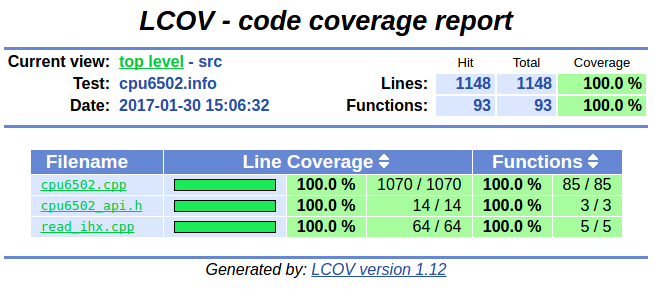 LCOV - code coverage report
Current view: top level - src Hit Total Coverage
Test: cpu6502.info Lines: 1148 1148 100.0 %
Date: 2017-01-30 15:06:32 Functions: 93 93 100.0 %
Filename Line Coverage Functions
cpu6502.cpp 100.0 % 1070 / 1070 100.0 % 85 / 85
cpu6502_api.h 100.0 % 14 / 14 100.0 % 3 / 3
read_ihx.cpp 100.0 % 64 / 64 100.0 % 5 / 5
Generated by: LCOV version 1.12